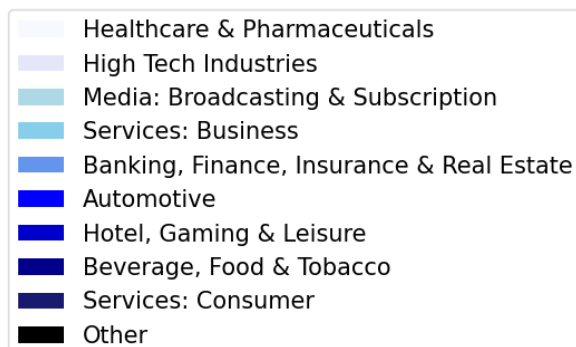 Healthcare & Pharmaceuticals
High Tech Industries
Media: Broadcasting & Subscription
Services: Business
Banking, Finance, Insurance & Real Estate
Automotive
Hotel, Gaming & Leisure
Beverage, Food & Tobacco
Services: Consumer
Other